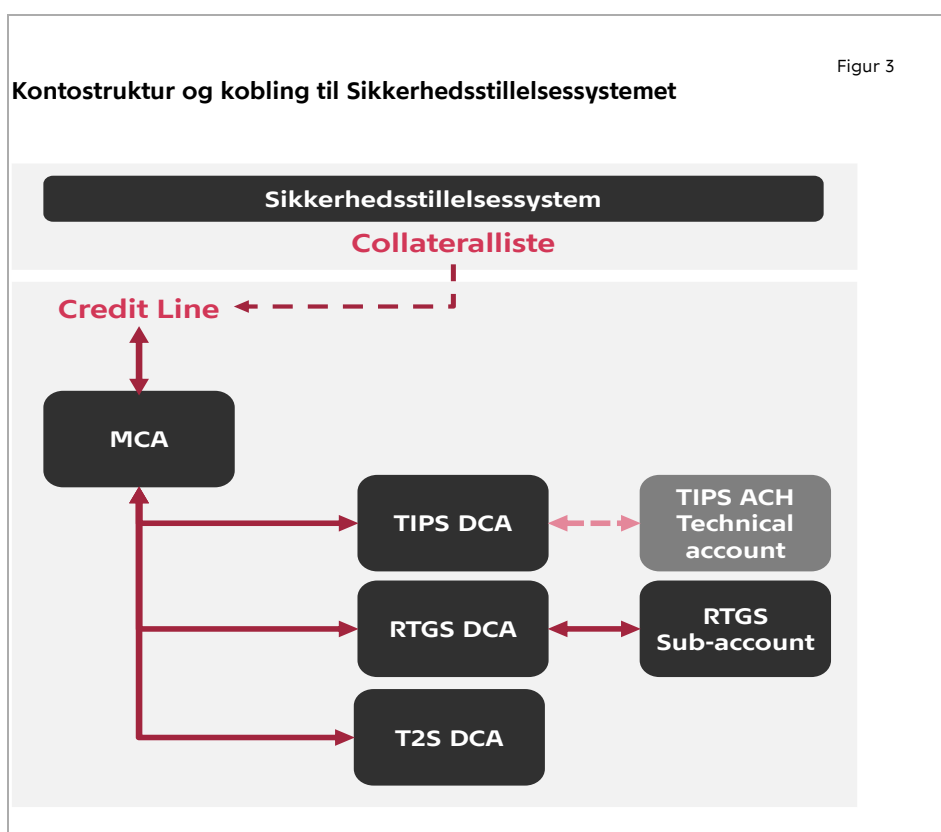 Figur 3
Kontostruktur og kobling til Sikkerhedsstillelsessystemet
Sikkerhedsstillelsessystem
Collateralliste
Credit Line
MCA
TIPS DCA
TIPS ACH
Technical
account
RTGS DCA
RTGS
Sub-account
T2S DCA